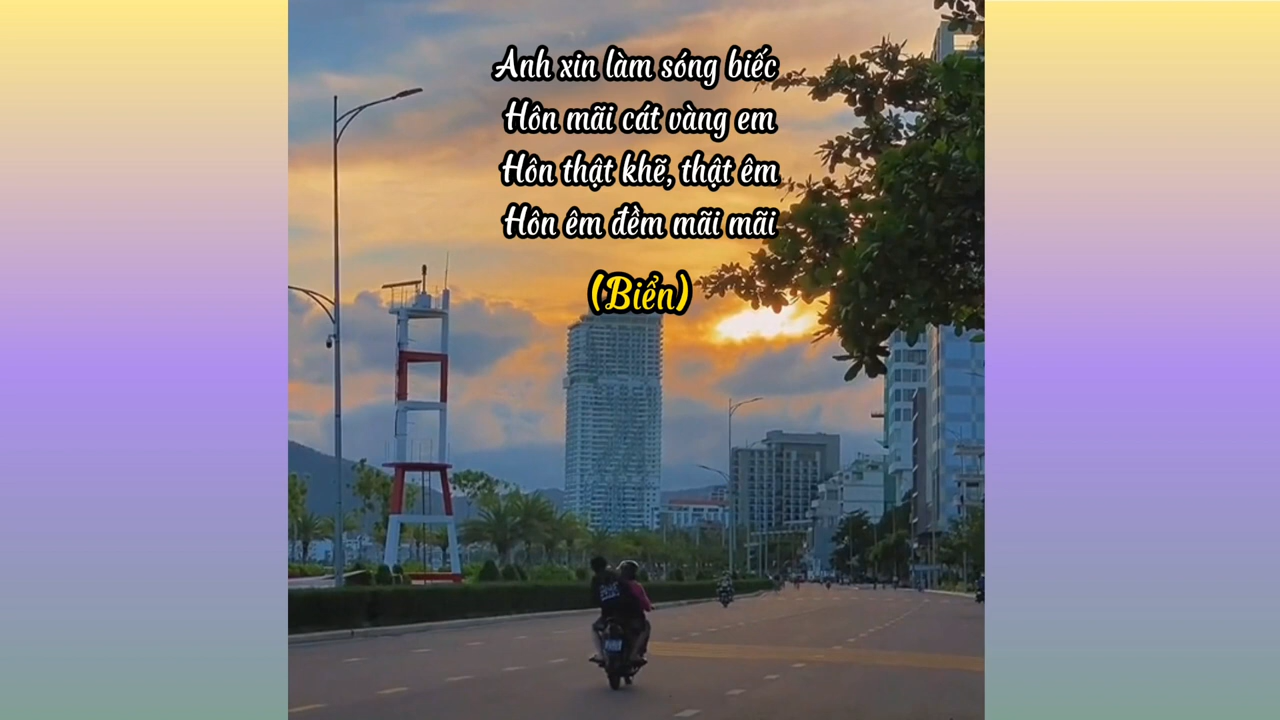 Anh xin làm sóng biếc
Hôn mãi cát vàng em
Hôn thật khẽ, thật êm
Hôn êm đềm mãi mãi
(Biển)